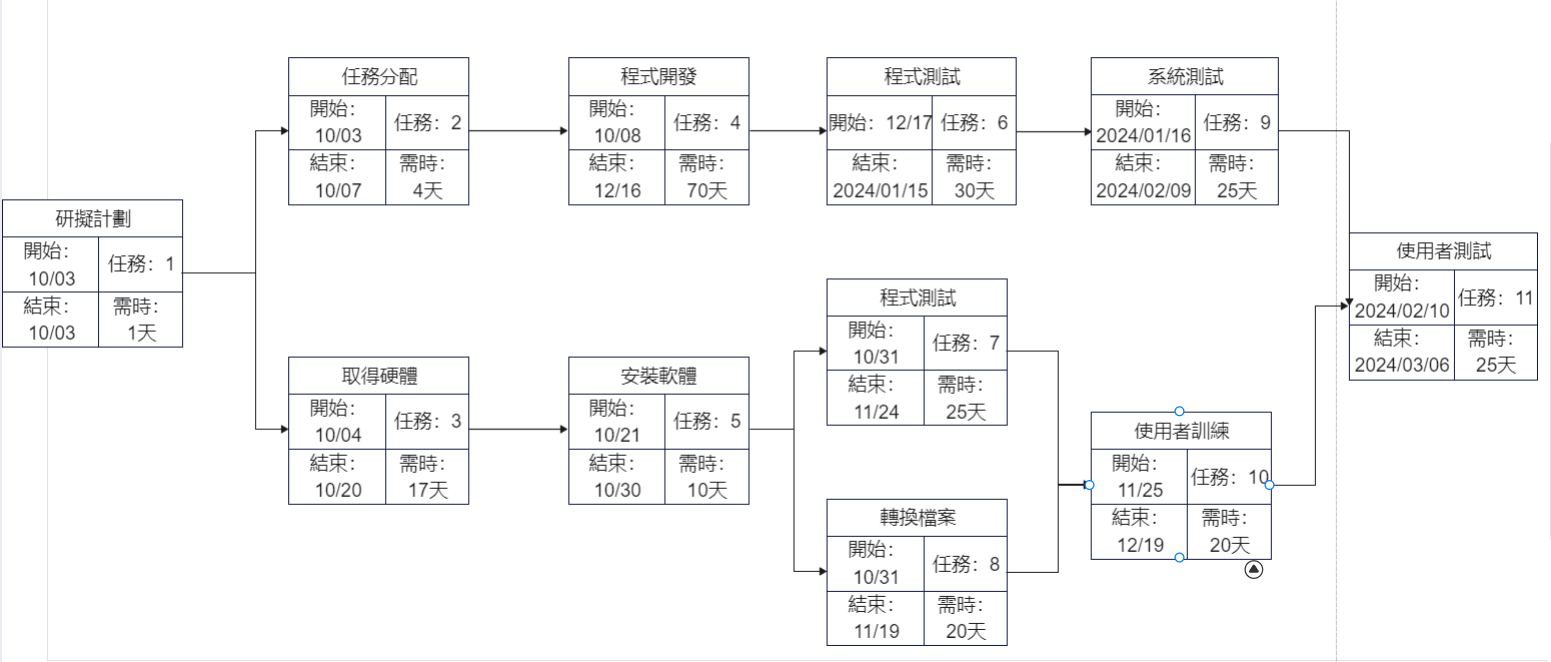 研擬計劃
開始：
10/03
任務：1
結束：
10/03
需時：
1天
任務分配
開始：
10/03
任務：2
結束：
10/07
需時：
4天
程式開發
開始：
10/08
任務：4
結束：
12/16
需時：
70天
程式測試
開始：12/17
任務：6
結束：
2024/01/15
需時：
30天
系統測試
開始：
2024/01/16
任務：9
結束：
2024/02/09
需時：
25天
取得硬體
開始：
10/04
任務：3
結束：
10/20
需時：
17天
安裝軟體
開始：
10/21
任務：5
結束：
10/30
需時：
10天
程式測試
開始：
10/31
任務：7
結束：
11/24
需時：
25天
轉換檔案
開始：
10/31
任務：8
結束：
11/19
需時：
20天
使用者訓練
開始：
11/25
任務：10
結束：
12/19
需時：
20天
使用者測試
開始：
2024/02/10
任務：11
結束：
2024/03/06
需時：
25天